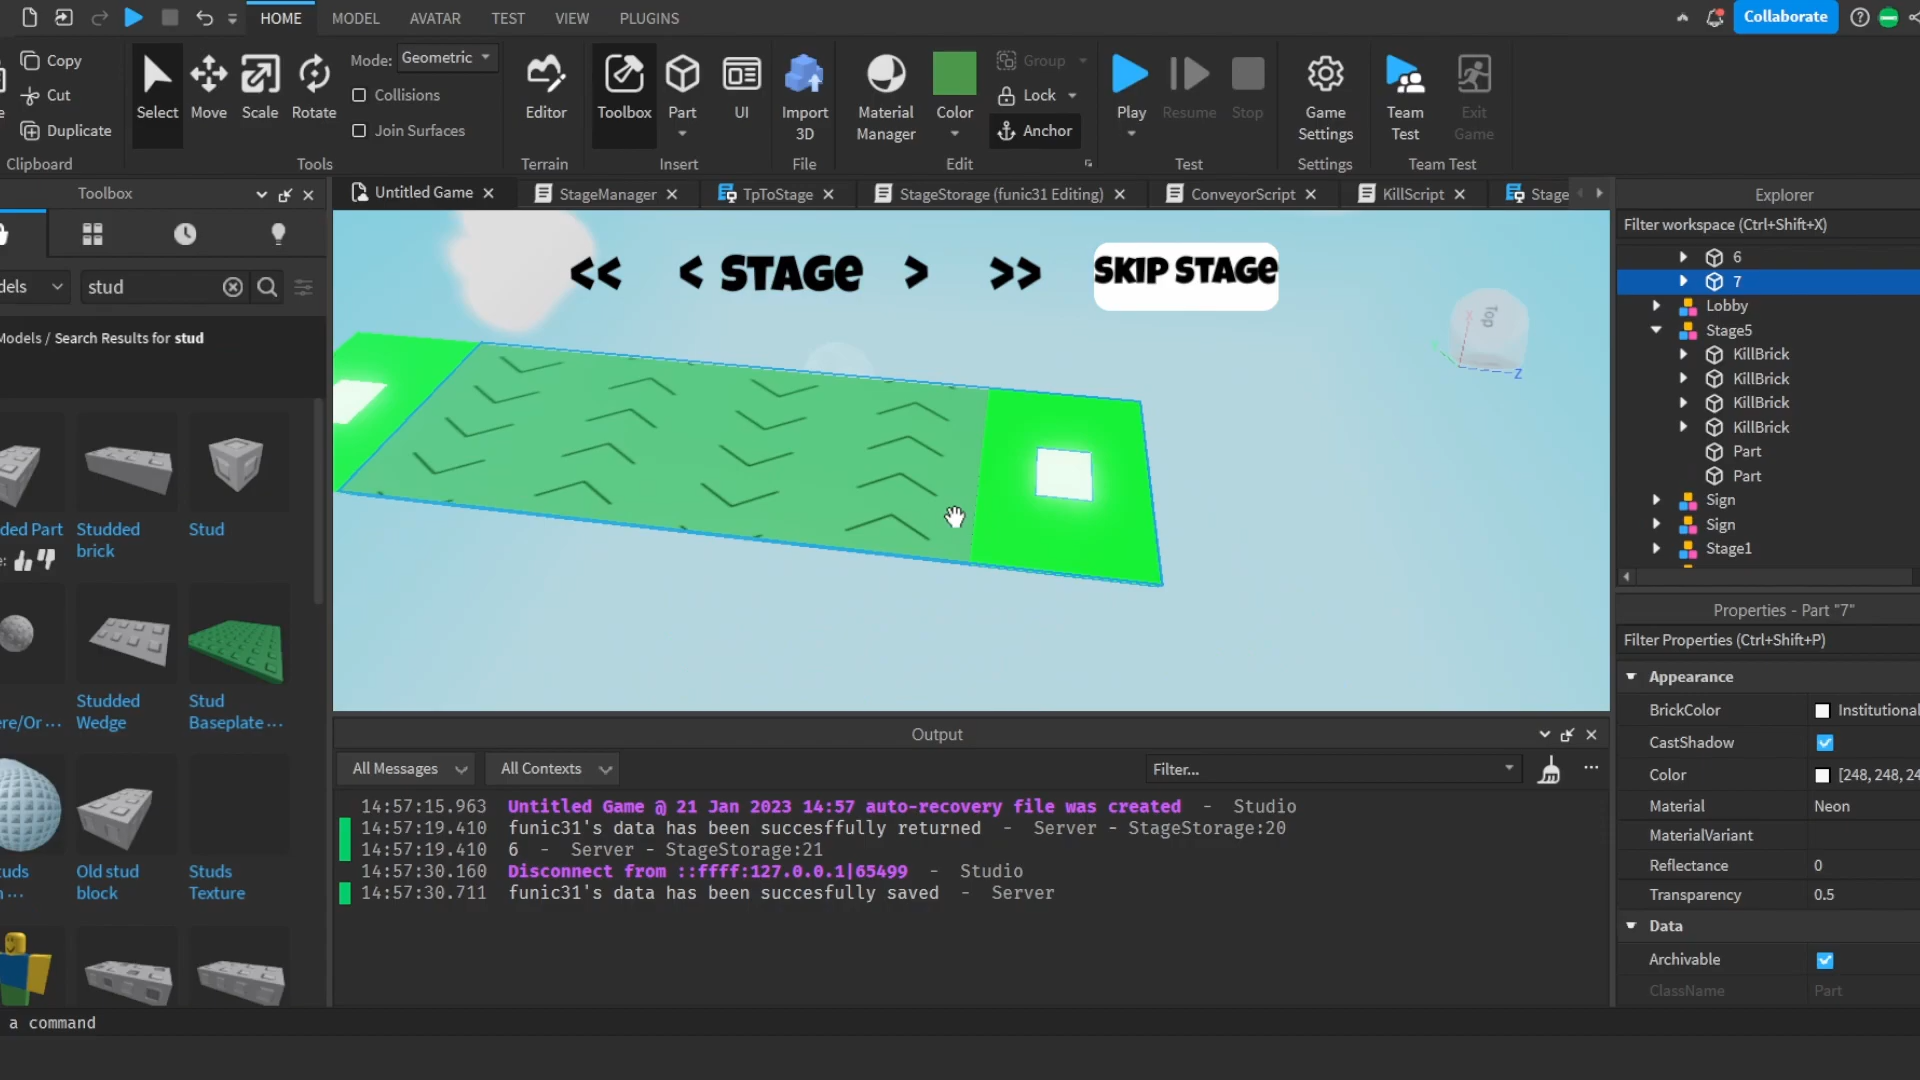 HOME
MODEL
AVATAR
TEST
VIEW
PLUGINS
Collaborate
Copy
Cut
Duplicate
Clipboard
Select
Move
Scale
Rotate
Mode: Geometric
Collisions
Join Surfaces
Tools
Editor
Terrain
Toolbox
Part
UI
Insert
Import
3D
File
Material
Manager
Color
Group
Lock
Anchor
Edit
Play
Resume
Stop
Test
Game
Settings
Settings
Team
Test
Exit
Game
Team Test
Toolbox
Untitled Game
StageManager
TpToStage
StageStorage (funic31 Editing)
ConveyorScript
KillScript
Stage
Explorer
Filter workspace (Ctrl+Shift+X)
stud
Models / Search Results for stud
ded Part
Studded
brick
Stud
ere/Or...
Studded
Wedge
Stud
Baseplate ...
tuds
Old stud
block
Studs
Texture
<< < STAGE > >>
SKIP STAGE
Top
Z
6
7
Lobby
Stage5
KillBrick
KillBrick
KillBrick
KillBrick
Part
Part
Sign
Sign
Stage1
Properties - Part "7"
Filter Properties (Ctrl+Shift+P)
Appearance
BrickColor Institutional
CastShadow
Color [248, 248, 24
Material Neon
MaterialVariant
Reflectance 0
Transparency 0.5
Data
Archivable
ClassName Part
Output
All Messages
All Contexts
Filter...
14:57:15.963 Untitled Game @ 21 Jan 2023 14:57 auto-recovery file was created - Studio
14:57:19.410 funic31's data has been succesffully returned - Server - StageStorage:20
14:57:19.410 6 - Server - StageStorage:21
14:57:30.160 Disconnect from ::ffff:127.0.0.1|65499 - Studio
14:57:30.711 funic31's data has been succesfully saved - Server
a command